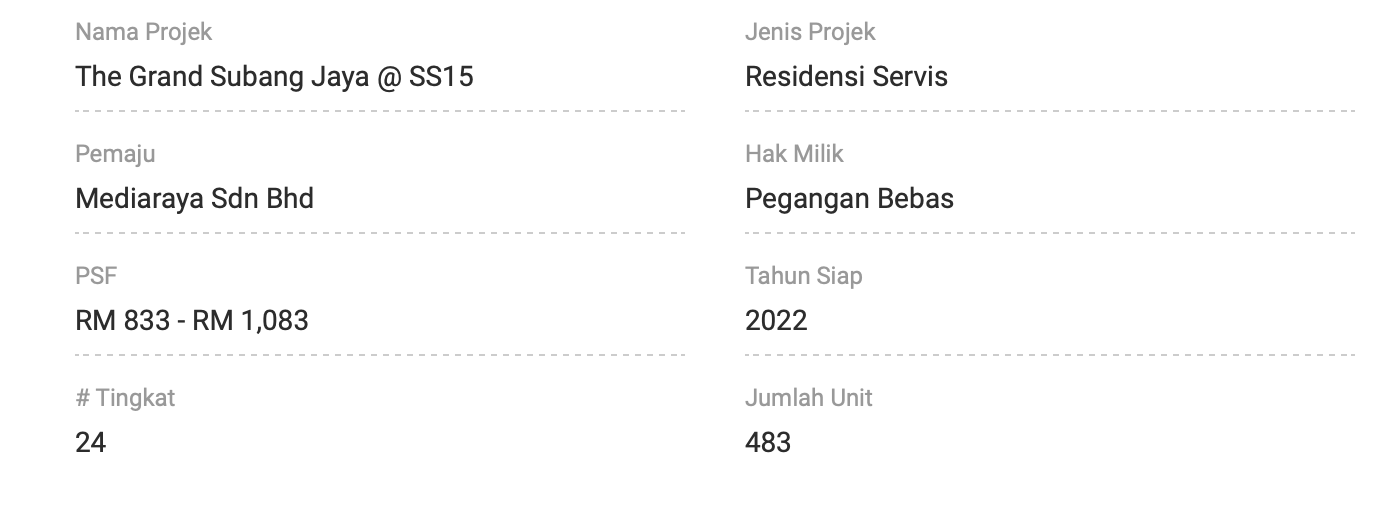 Nama Projek
The Grand Subang Jaya @ SS15
Jenis Projek
Residensi Servis
Pemaju
Mediaraya Sdn Bhd
Hak Milik
Pegangan Bebas
PSF
RM 833 - RM 1,083
Tahun Siap
2022
# Tingkat
24
Jumlah Unit
483